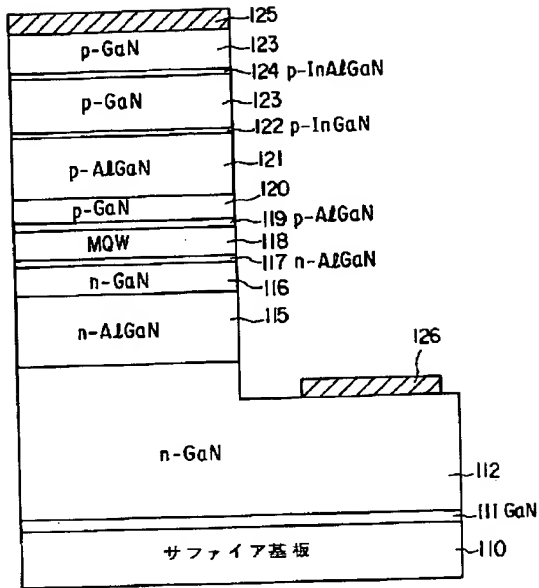 125
p-GaN 123
124 p-InAlGaN
p-GaN 123
122 p-InGaN
p-AlGaN 121
p-GaN 120
119 p-AlGaN
MQW 118
117 n-AlGaN
n-GaN 116
n-AlGaN 115
126
n-GaN 112
111 GaN
サファイア基板 110